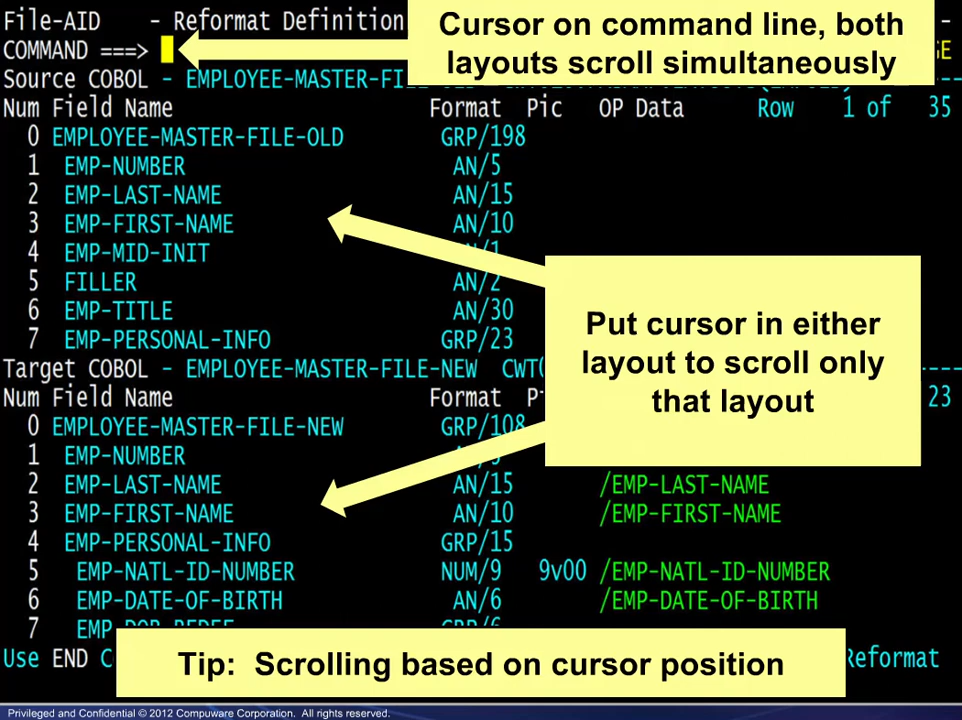 File-AID - Reformat Definition
Cursor on command line, both
layouts scroll simultaneously
COMMAND ===>
Source COBOL - EMPLOYEE-MASTER-FI
Num Field Name Format Pic OP Data Row 1 of 35
0 EMPLOYEE-MASTER-FILE-OLD GRP/198
1 EMP-NUMBER AN/5
2 EMP-LAST-NAME AN/15
3 EMP-FIRST-NAME AN/10
4 EMP-MID-INIT AN/1
5 FILLER AN/2
6 EMP-TITLE AN/30
7 EMP-PERSONAL-INFO GRP/23
Put cursor in either
layout to scroll only
that layout
Target COBOL - EMPLOYEE-MASTER-FILE-NEW CWT
Num Field Name Format 23
0 EMPLOYEE-MASTER-FILE-NEW GRP/108
1 EMP-NUMBER
2 EMP-LAST-NAME AN/15 /EMP-LAST-NAME
3 EMP-FIRST-NAME AN/10 /EMP-FIRST-NAME
4 EMP-PERSONAL-INFO GRP/15
5 EMP-NATL-ID-NUMBER NUM/9 9v00 /EMP-NATL-ID-NUMBER
6 EMP-DATE-OF-BIRTH AN/6 /EMP-DATE-OF-BIRTH
7
Use END Reformat
Tip: Scrolling based on cursor position
Privileged and Confidential © 2012 Compuware Corporation. All rights reserved.